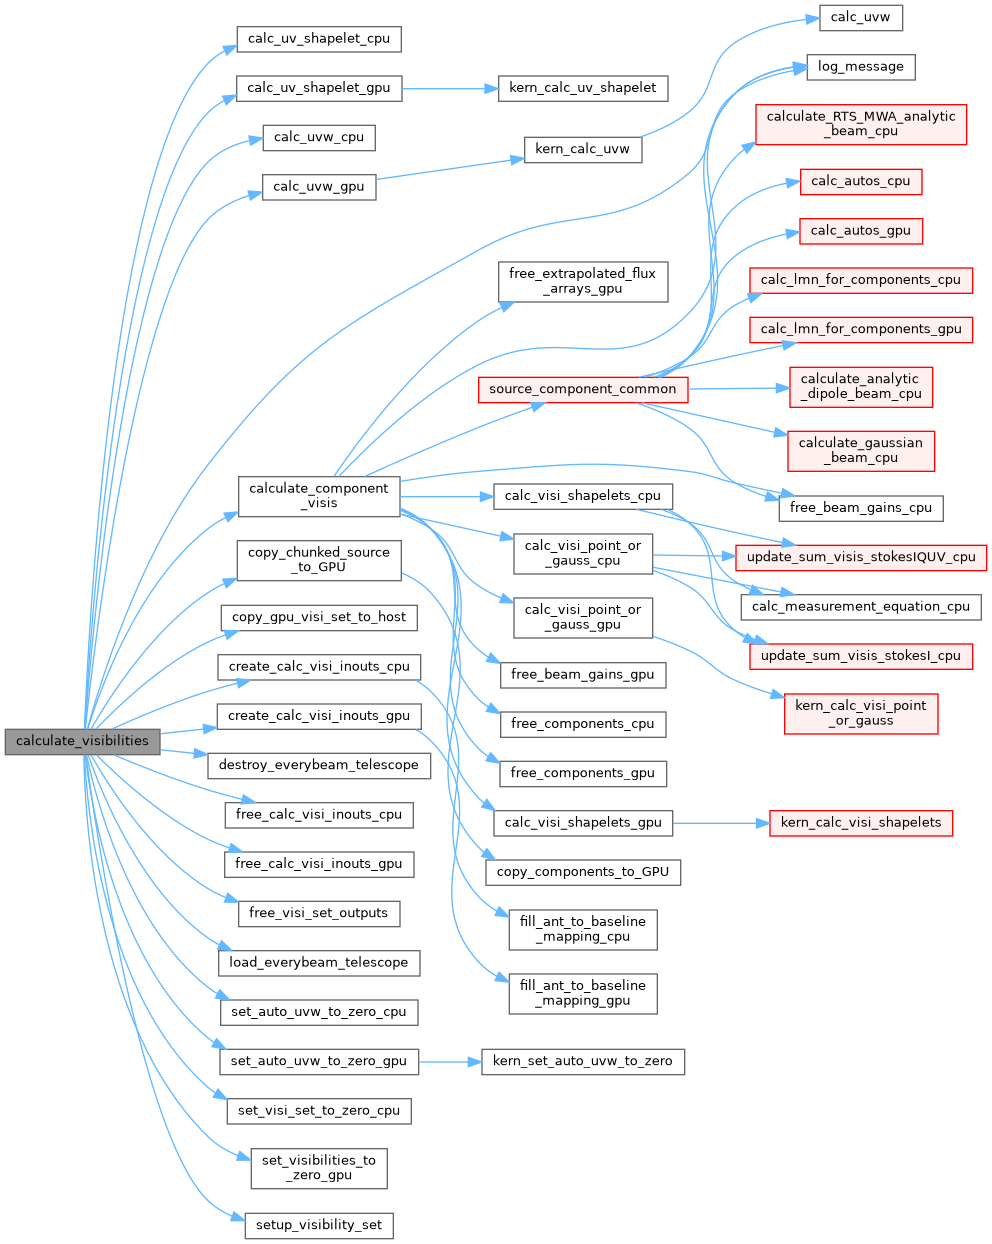 calc_uvw
calc_uv_shapelet_cpu
log_message
calc_uv_shapelet_gpu
kern_calc_uv_shapelet
calculate_RTS_MWA_analytic
_beam_cpu
calc_uvw_cpu
kern_calc_uvw
calc_uvw_gpu
calc_autos_cpu
calc_autos_gpu
free_extrapolated_flux
_arrays_gpu
calc_lmn_for_components_cpu
calc_lmn_for_components_gpu
source_component_common
calculate_analytic
_dipole_beam_cpu
calculate_gaussian
_beam_cpu
calculate_component
_visis
calc_visi_shapelets_cpu
free_beam_gains_cpu
copy_chunked_source
_to_GPU
calc_visi_point_or
_gauss_cpu
update_sum_visis_stokesIQUV_cpu
calc_measurement_equation_cpu
copy_gpu_visi_set_to_host
calc_visi_point_or
_gauss_gpu
update_sum_visis_stokesI_cpu
create_calc_visi_inouts_cpu
free_beam_gains_gpu
create_calc_visi_inouts_gpu
free_components_cpu
kern_calc_visi_point
_or_gauss
calculate_visibilities
destroy_everybeam_telescope
free_components_gpu
free_calc_visi_inouts_cpu
calc_visi_shapelets_gpu
kern_calc_visi_shapelets
free_calc_visi_inouts_gpu
copy_components_to_GPU
free_visi_set_outputs
fill_ant_to_baseline
_mapping_cpu
load_everybeam_telescope
fill_ant_to_baseline
_mapping_gpu
set_auto_uvw_to_zero_cpu
set_auto_uvw_to_zero_gpu
kern_set_auto_uvw_to_zero
set_visi_set_to_zero_cpu
set_visibilities_to
_zero_gpu
setup_visibility_set